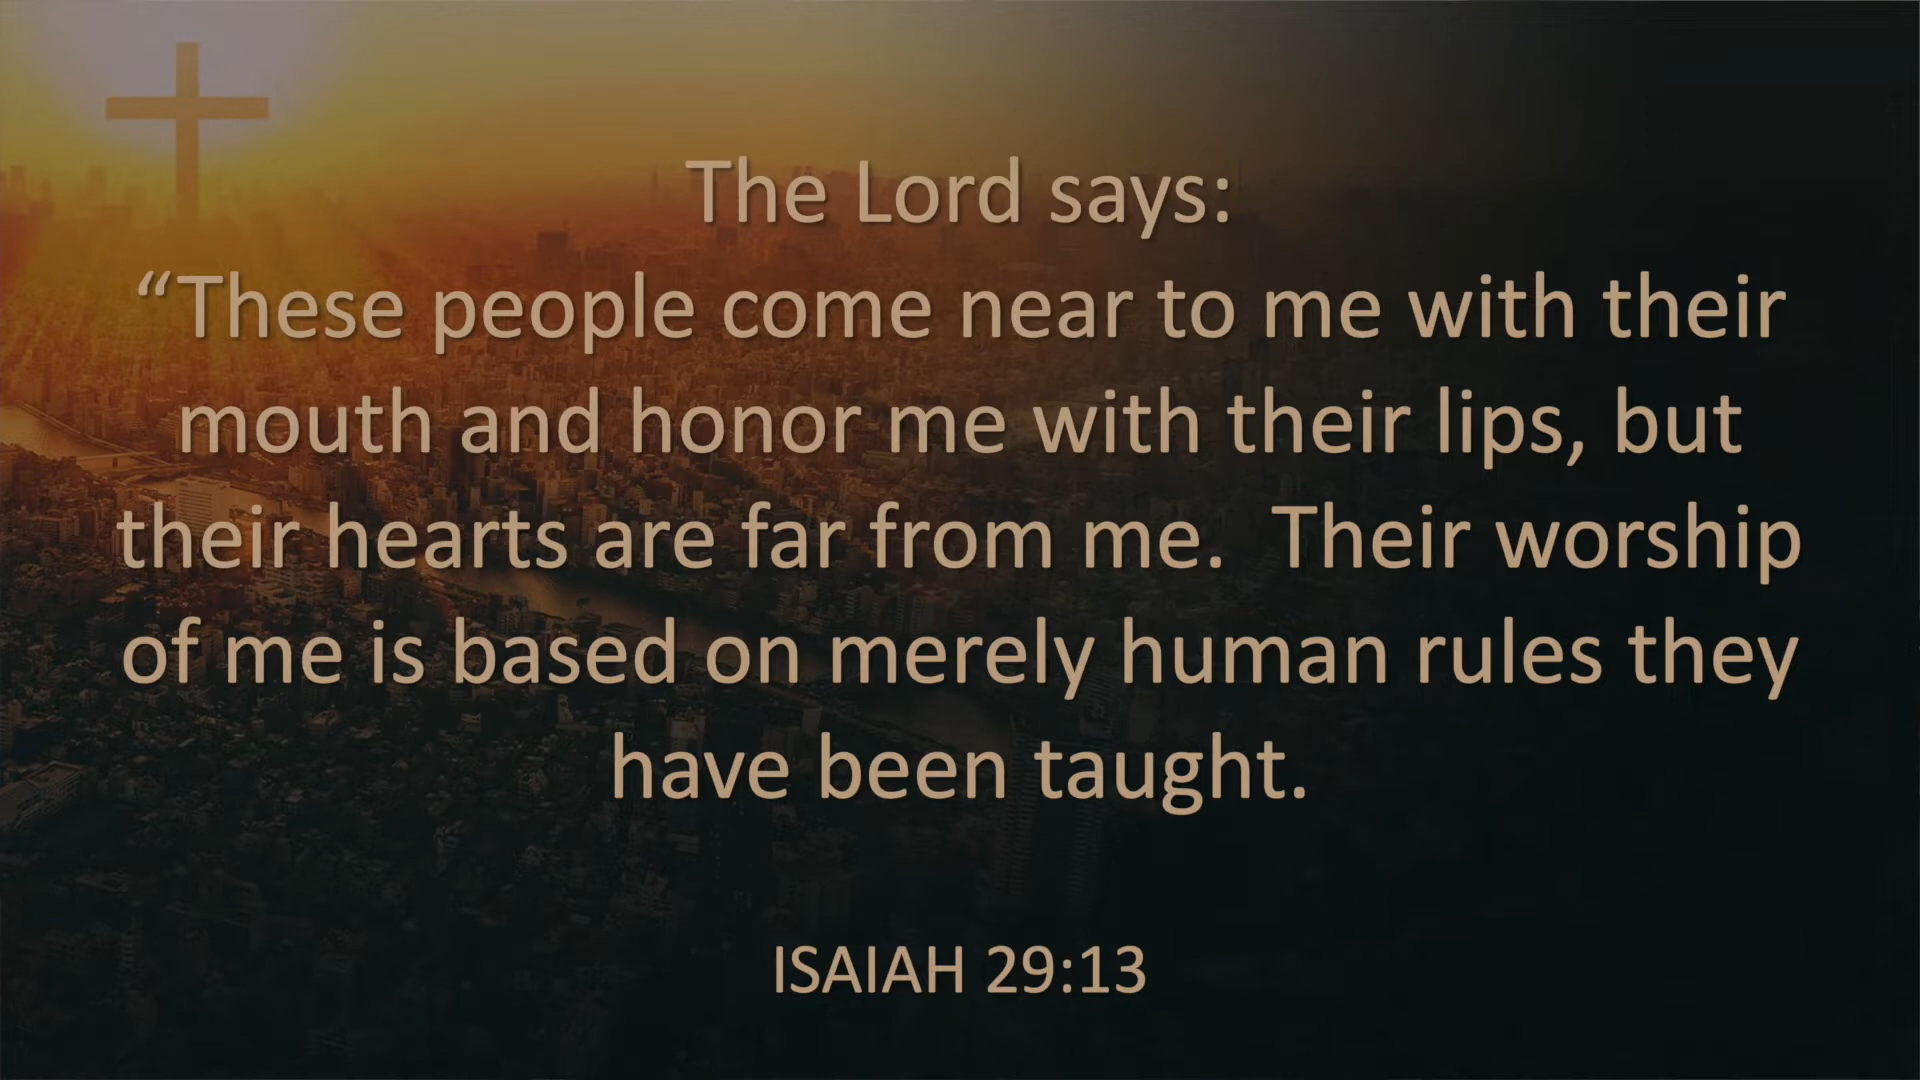 The Lord says:
“These people come near to me with their
mouth and honor me with their lips, but
their hearts are far from me.  Their worship
of me is based on merely human rules they
have been taught.
ISAIAH 29:13